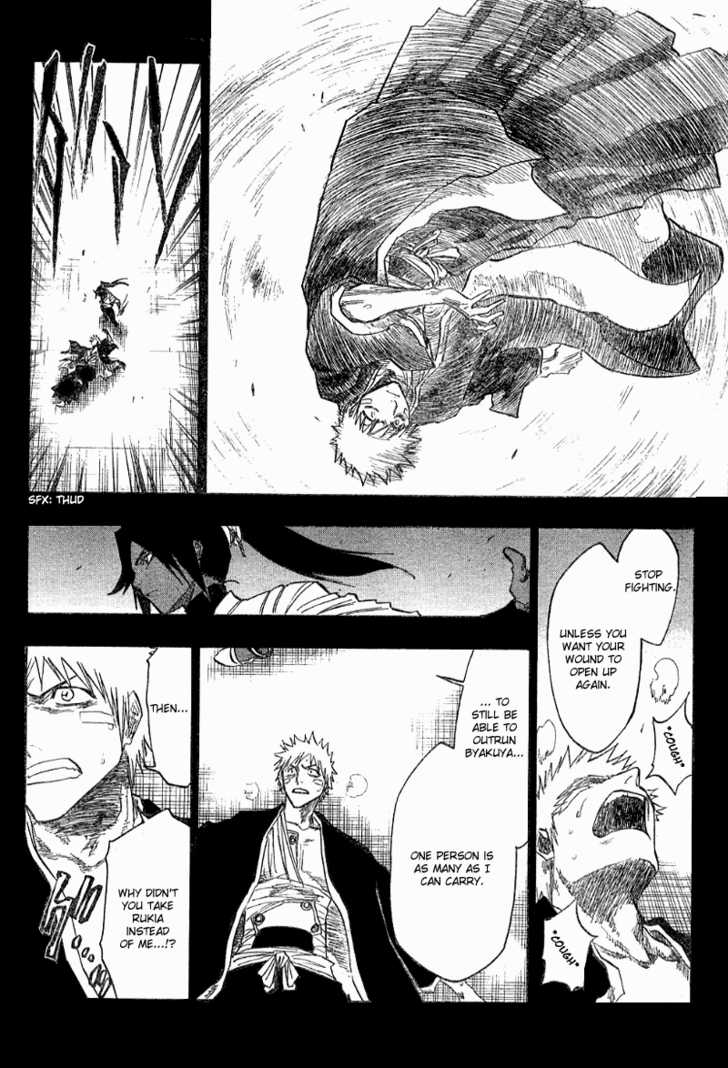 SFX: THUD
STOP
FIGHTING.
UNLESS YOU
WANT YOUR
WOUND TO
OPEN UP
AGAIN.
*COUGH*
*COUGH*
... TO
STILL BE
ABLE TO
OUTRUN
BYAKUYA...
ONE PERSON IS
AS MANY AS I
CAN CARRY.
THEN...
WHY DIDN'T
YOU TAKE
RUKIA
INSTEAD
OF ME...!?